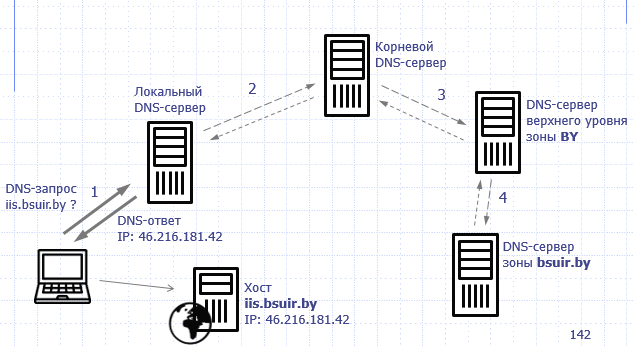 Корневой
DNS-сервер
2
3
Локальный
DNS-сервер
DNS-сервер
верхнего уровня
зоны BY
DNS-запрос
iis.bsuir.by ?
1
4
DNS-ответ
IP: 46.216.181.42
DNS-сервер
зоны bsuir.by
Хост
iis.bsuir.by
IP: 46.216.181.42
142